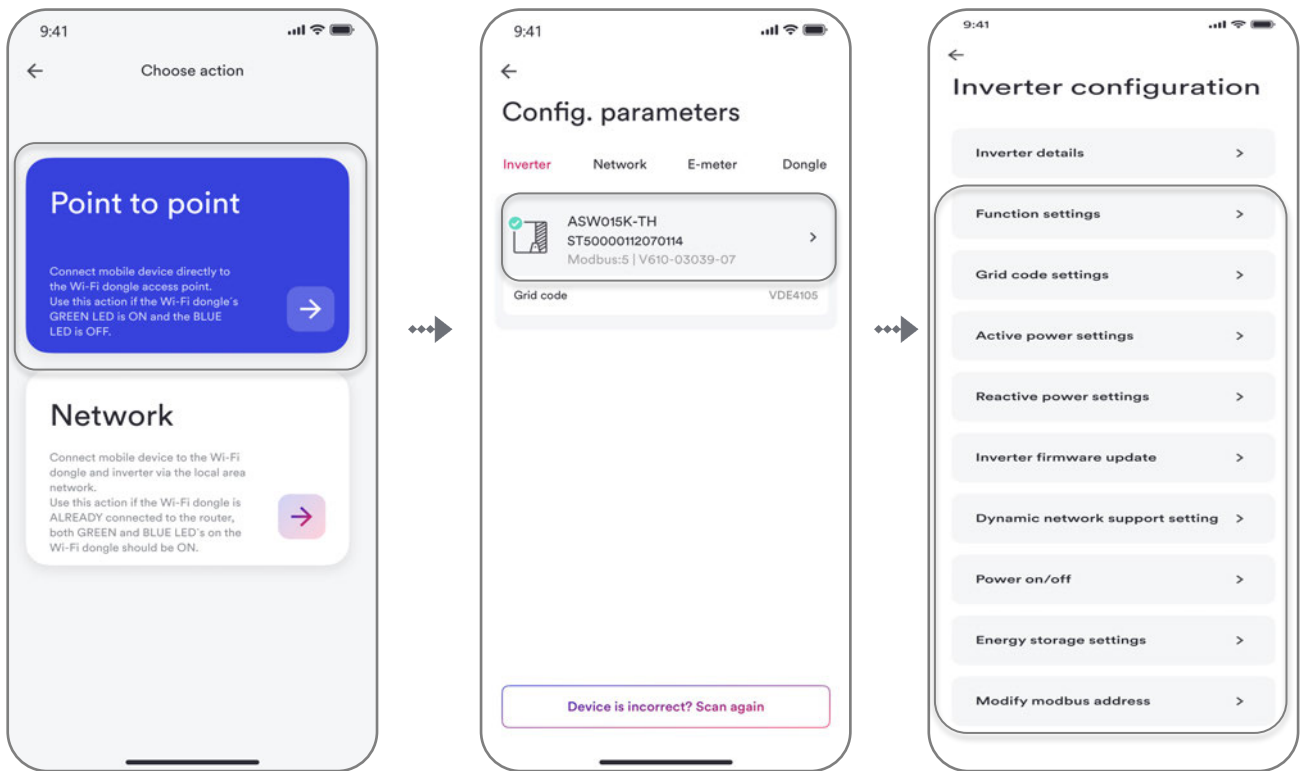 9:41
Choose action
Point to point
Connect mobile device directly to
the Wi-Fi dongle access point.
Use this action if the Wi-Fi dongle's
GREEN LED is ON and the BLUE
LED is OFF.
Network
Connect mobile device to the Wi-Fi
dongle and inverter via the local area
network.
Use this action if the Wi-Fi dongle is
ALREADY connected to the router,
both GREEN and BLUE LED's on the
Wi-Fi dongle should be ON.
9:41
Config. parameters
Inverter Network E-meter Dongle
ASW015K-TH
ST50000112070114
Modbus:5 | V610-03039-07
Grid code VDE4105
Device is incorrect? Scan again
9:41
Inverter configuration
Inverter details
Function settings
Grid code settings
Active power settings
Reactive power settings
Inverter firmware update
Dynamic network support setting
Power on/off
Energy storage settings
Modify modbus address